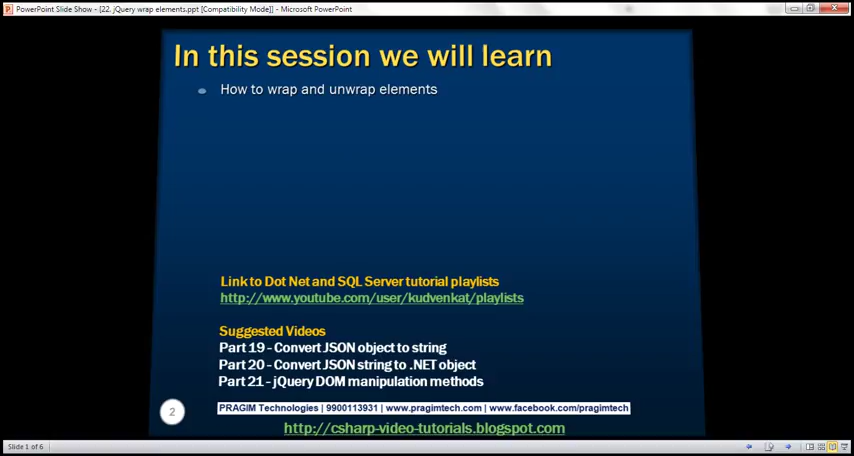 PowerPoint Slide Show - [22. jQuery wrap elements.ppt [Compatibility Mode]] - Microsoft PowerPoint
In this session we will learn
How to wrap and unwrap elements
Link to Dot Net and SQL Server tutorial playlists
http://www.youtube.com/user/kudvenkat/playlists
Suggested Videos
Part 19 - Convert JSON object to string
Part 20 - Convert JSON string to .NET object
Part 21 - jQuery DOM manipulation methods
2
PRAGIM Technologies | 9900113931 | www.pragimtech.com | www.facebook.com/pragimtech
http://csharp-video-tutorials.blogspot.com
Slide 1 of 6